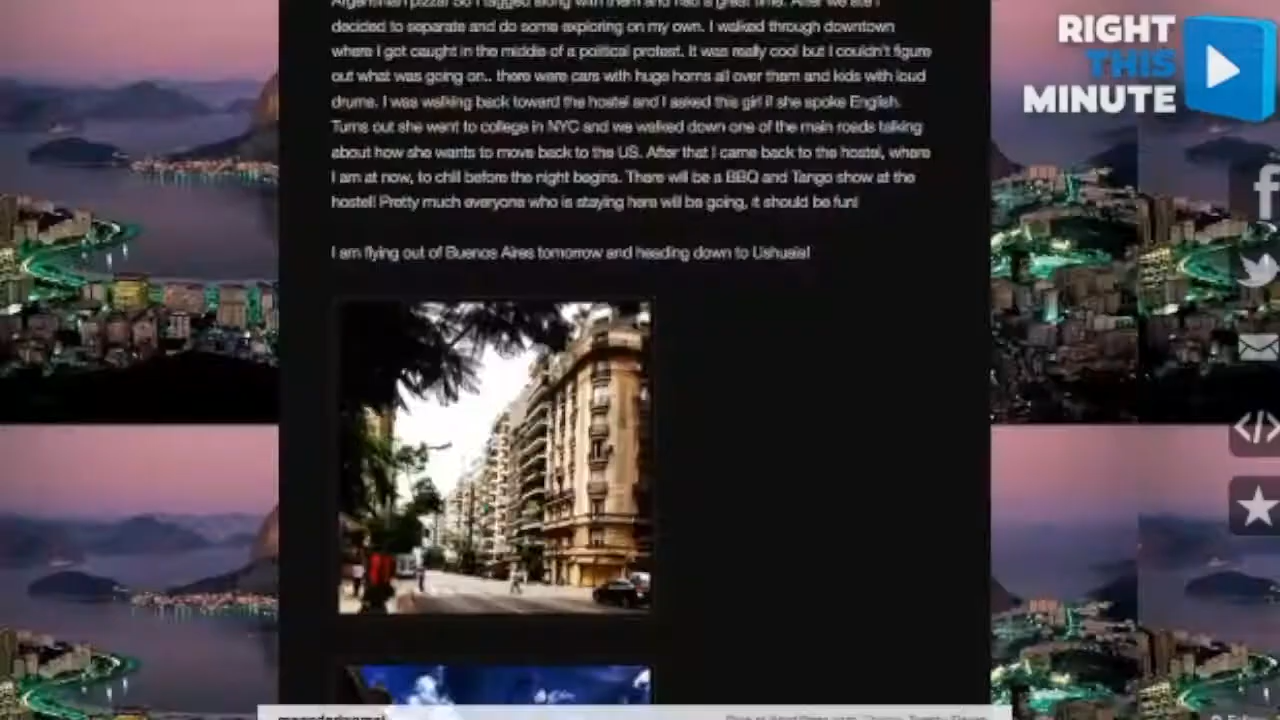 Argentinian pizza! So I tagged along with them and had a great time. After we ate I
decided to separate and do some exploring on my own. I walked through downtown
where I got caught in the middle of a political protest. It was really cool but I couldn't figure
out what was going on.. there were cars with huge horns all over them and kids with loud
drums. I was walking back toward the hostel and I asked this girl if she spoke English.
Turns out she went to college in NYC and we walked down one of the main roads talking
about how she wants to move back to the US. After that I came back to the hostel, where
I am at now, to chill before the night begins. There will be a BBQ and Tango show at the
hostel! Pretty much everyone who is staying here will be going, it should be fun!
I am flying out of Buenos Aires tomorrow and heading down to Ushuaia!
RIGHT
THIS
MINUTE